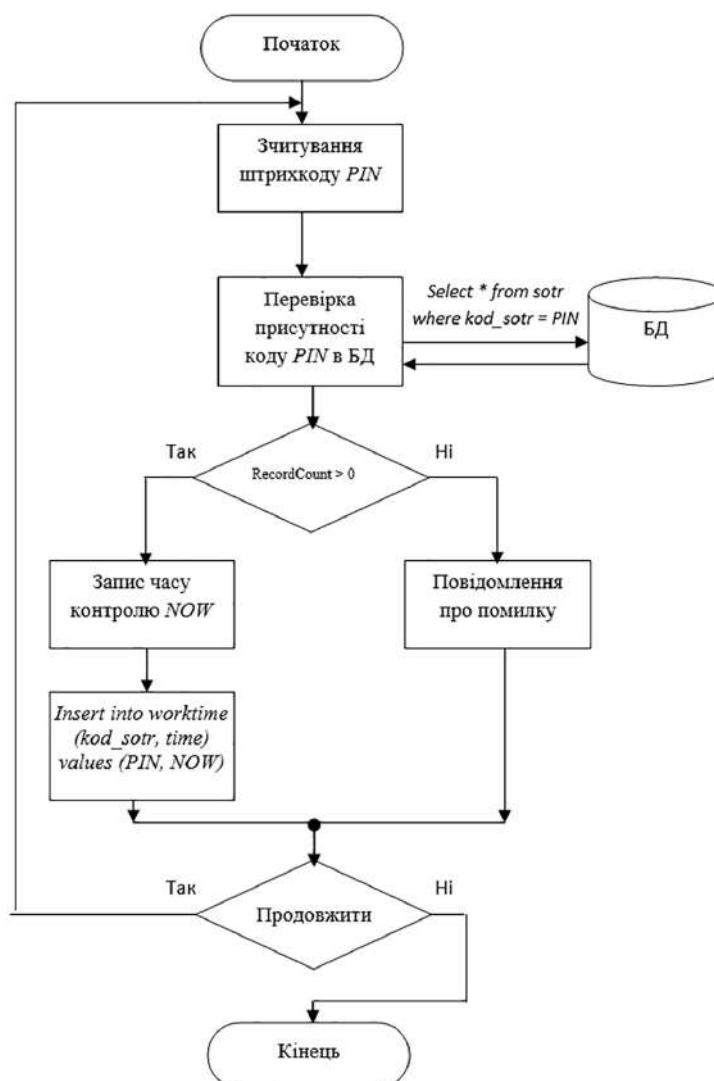 Початок
Зчитування
штрихкоду PIN
Перевірка
присутності
коду PIN в БД
Select * from sotr
where kod_sotr = PIN
БД
Так
Ні
RecordCount > 0
Запис часу
контролю NOW
Повідомлення
про помилку
Insert into worktime
(kod_sotr, time)
values (PIN, NOW)
Так
Ні
Продовжити
Кінець